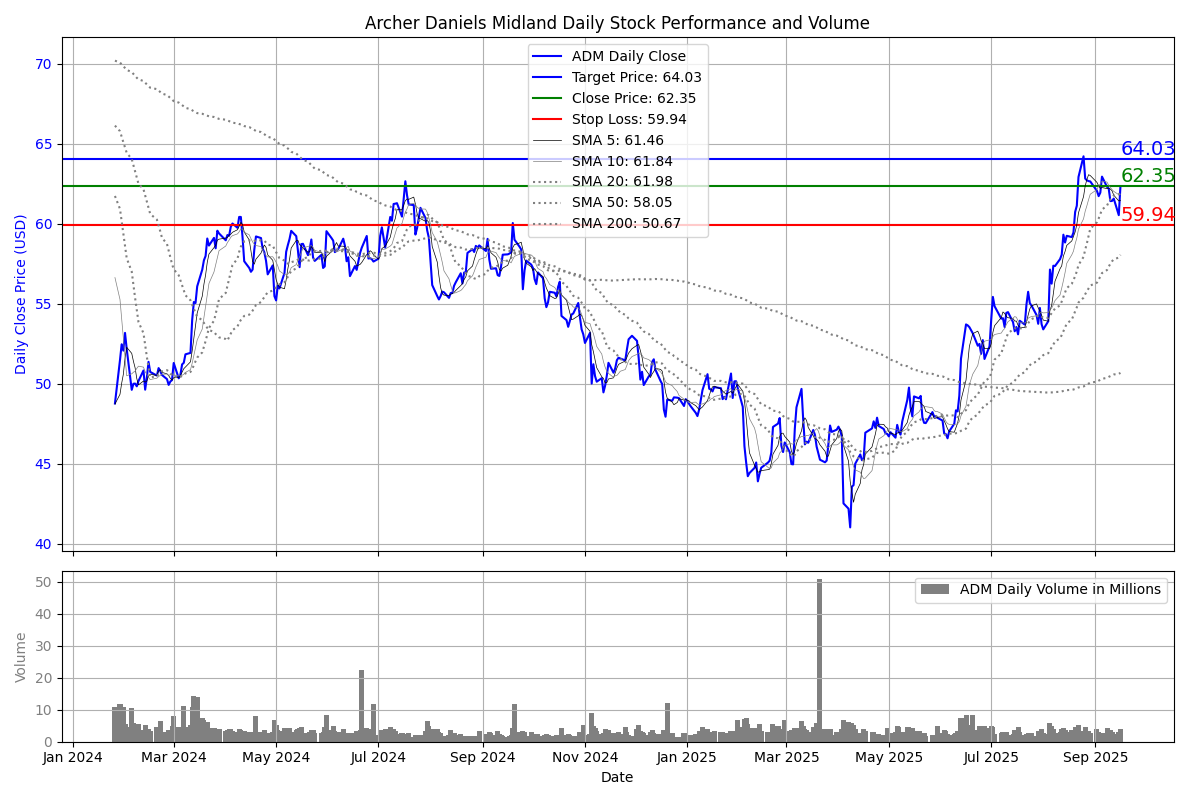 Archer Daniels Midland Daily Stock Performance and Volume
ADM Daily Close
Target Price: 64.03
Close Price: 62.35
Stop Loss: 59.94
SMA 5: 61.46
SMA 10: 61.84
SMA 20: 61.98
SMA 50: 58.05
SMA 200: 50.67
64.03
62.35
59.94
Daily Close Price (USD)
70
65
60
55
50
45
40
ADM Daily Volume in Millions
Volume
50
40
30
20
10
0
Jan 2024 Mar 2024 May 2024 Jul 2024 Sep 2024 Nov 2024 Jan 2025 Mar 2025 May 2025 Jul 2025 Sep 2025
Date